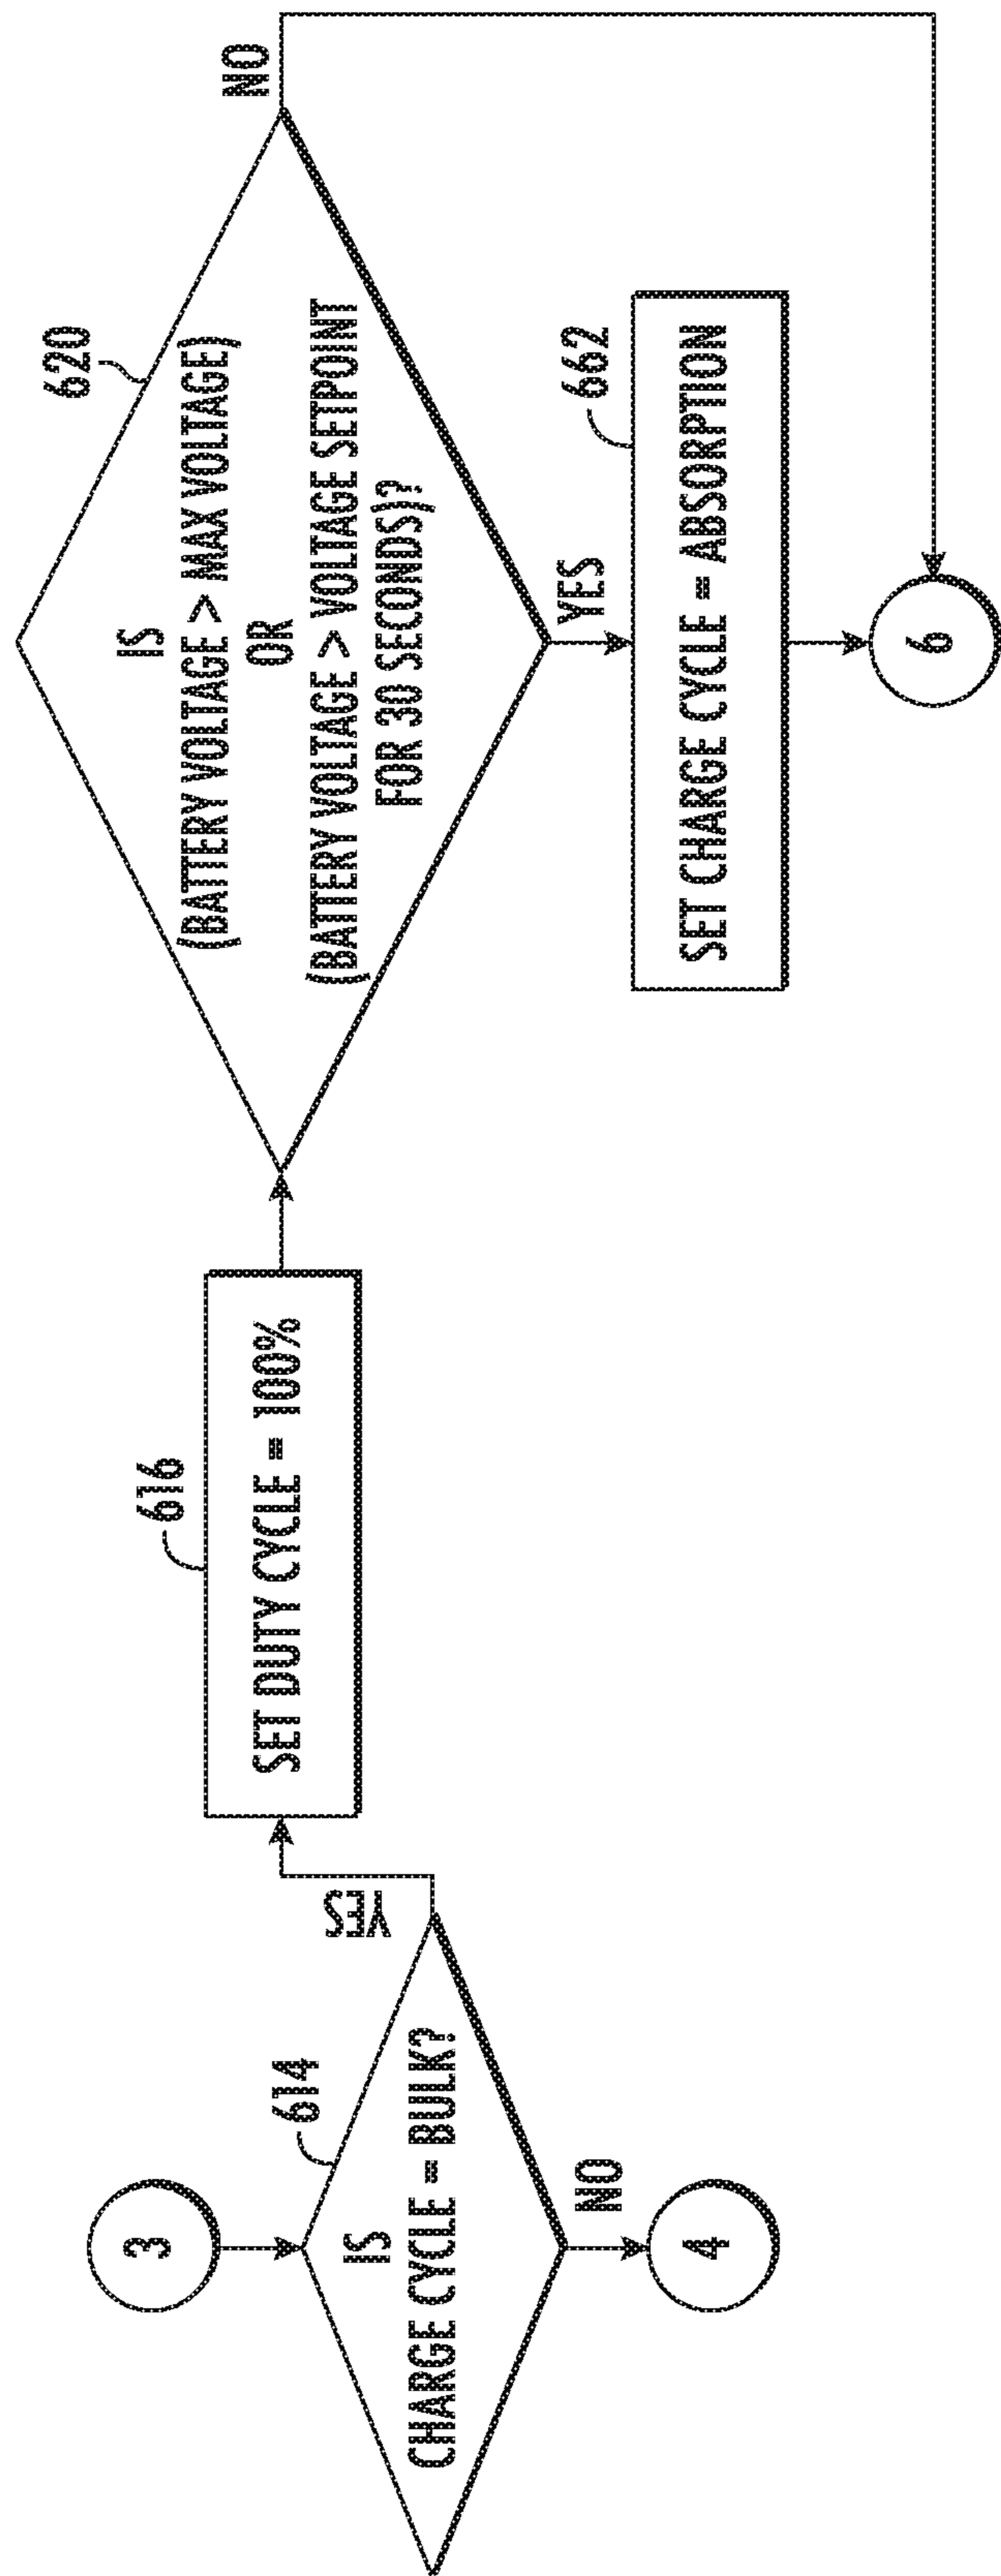 3
614
IS
CHARGE CYCLE = BULK?
YES
NO
4
616
SET DUTY CYCLE = 100%
620
IS
(BATTERY VOLTAGE > MAX VOLTAGE)
OR
(BATTERY VOLTAGE > VOLTAGE SETPOINT
FOR 30 SECONDS)?
NO
YES
662
SET CHARGE CYCLE = ABSORPTION
6